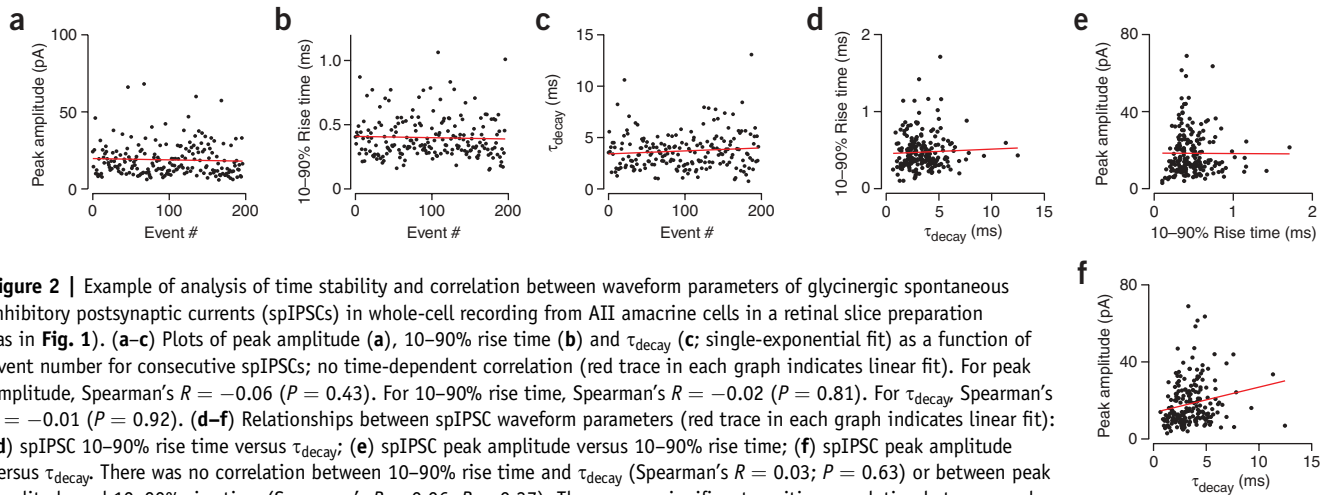 a
b
c
d
e
100
50
0
Peak amplitude (pA)
0 100 200
Event #
1.0
0.5
0
10–90% Rise time (ms)
0 100 200
Event #
15
10
5
0
τdecay (ms)
0 100 200
Event #
2
1
0
10–90% Rise time (ms)
0 5 10 15
τdecay (ms)
80
40
0
Peak amplitude (pA)
0 1 2
10–90% Rise time (ms)
f
80
40
0
Peak amplitude (pA)
0 5 10 15
τdecay (ms)
igure 2 | Example of analysis of time stability and correlation between waveform parameters of glycinergic spontaneous
nhibitory postsynaptic currents (spIPSCs) in whole-cell recording from AII amacrine cells in a retinal slice preparation
as in Fig. 1). (a–c) Plots of peak amplitude (a), 10–90% rise time (b) and τdecay (c; single-exponential fit) as a function of
vent number for consecutive spIPSCs; no time-dependent correlation (red trace in each graph indicates linear fit). For peak
mplitude, Spearman's R = −0.06 (P = 0.43). For 10–90% rise time, Spearman's R = −0.02 (P = 0.81). For τdecay, Spearman's
= −0.01 (P = 0.92). (d–f) Relationships between spIPSC waveform parameters (red trace in each graph indicates linear fit):
d) spIPSC 10–90% rise time versus τdecay; (e) spIPSC peak amplitude versus 10–90% rise time; (f) spIPSC peak amplitude
ersus τdecay. There was no correlation between 10–90% rise time and τdecay (Spearman's R = 0.03; P = 0.63) or between peak